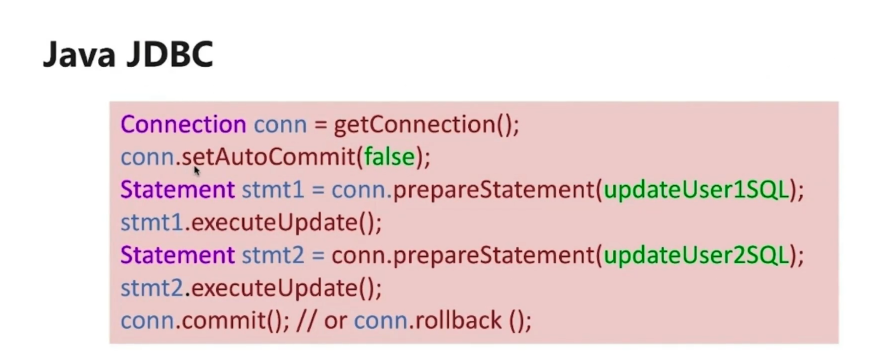 Java JDBC
Connection conn = getConnection();
conn.setAutoCommit(false);
Statement stmt1 = conn.prepareStatement(updateUser1SQL);
stmt1.executeUpdate();
Statement stmt2 = conn.prepareStatement(updateUser2SQL);
stmt2.executeUpdate();
conn.commit(); // or conn.rollback ();